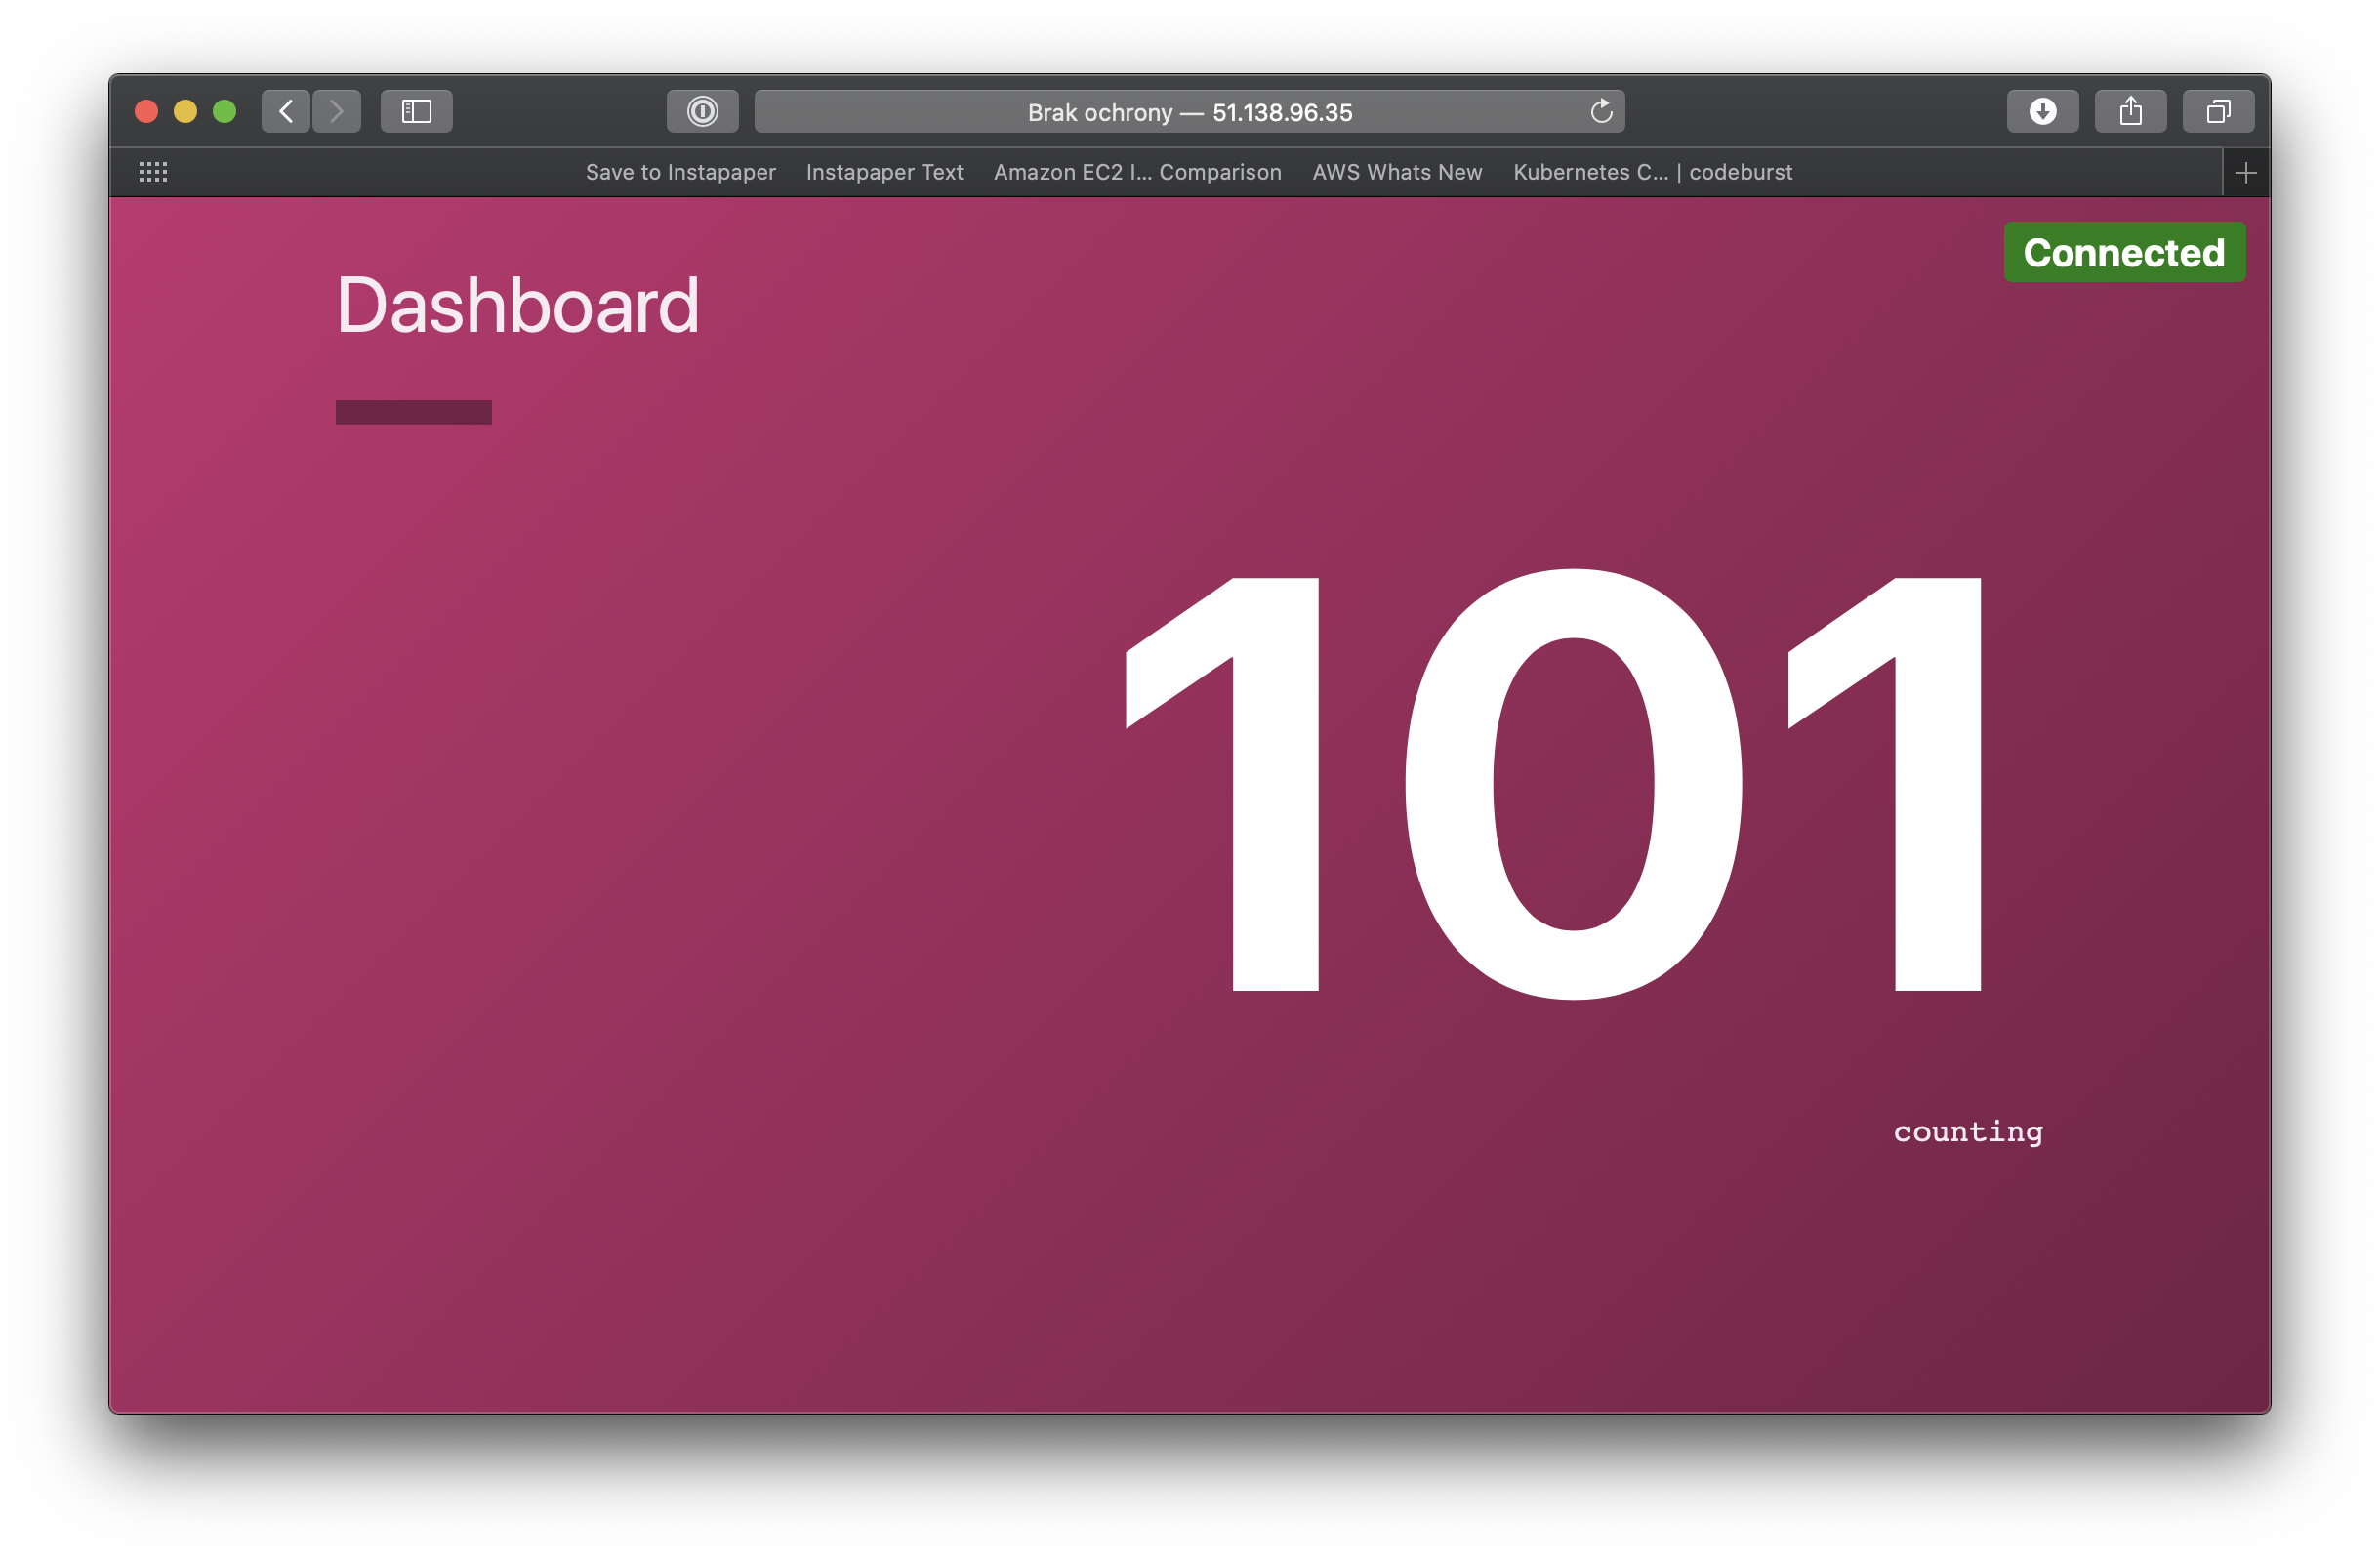 Brak ochrony — 51.138.96.35
Save to Instapaper Instapaper Text Amazon EC2 I... Comparison AWS Whats New Kubernetes C... | codeburst
Connected
Dashboard
101
counting